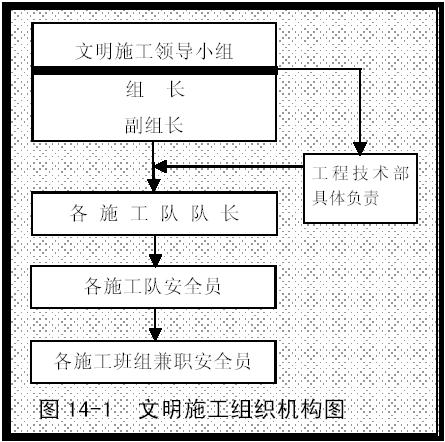 文明施工领导小组
组 长
副组长
工程技术部
具体负责
各施工队队长
各施工队安全员
各施工班组兼职安全员
图 14-1 文明施工组织机构图